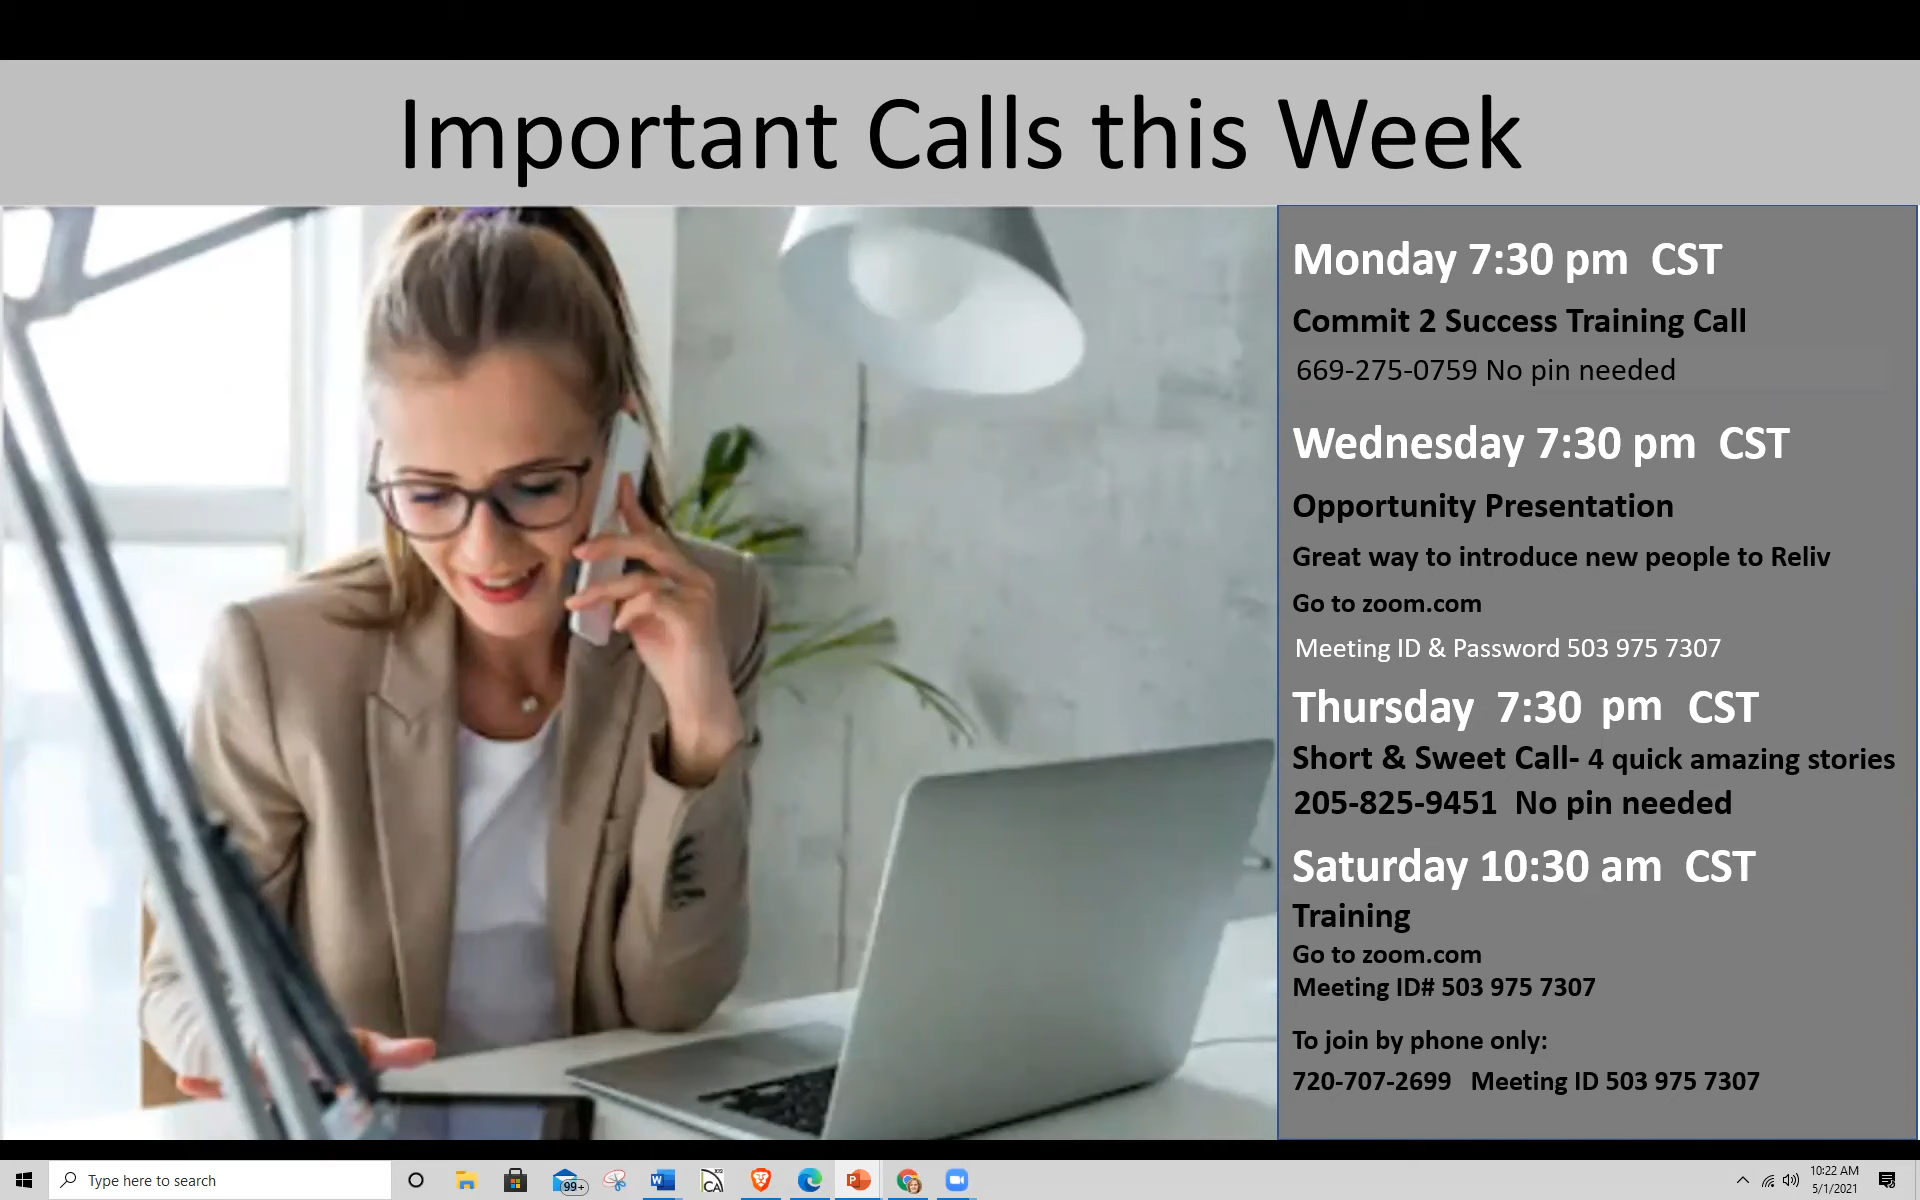 Important Calls this Week
Monday 7:30 pm CST
Commit 2 Success Training Call
669-275-0759 No pin needed
Wednesday 7:30 pm CST
Opportunity Presentation
Great way to introduce new people to Reliv
Go to zoom.com
Meeting ID & Password 503 975 7307
Thursday 7:30 pm CST
Short & Sweet Call- 4 quick amazing stories
205-825-9451 No pin needed
Saturday 10:30 am CST
Training
Go to zoom.com
Meeting ID# 503 975 7307
To join by phone only:
720-707-2699 Meeting ID 503 975 7307
Type here to search
99+
W
CA
P
10:22 AM
5/1/2021